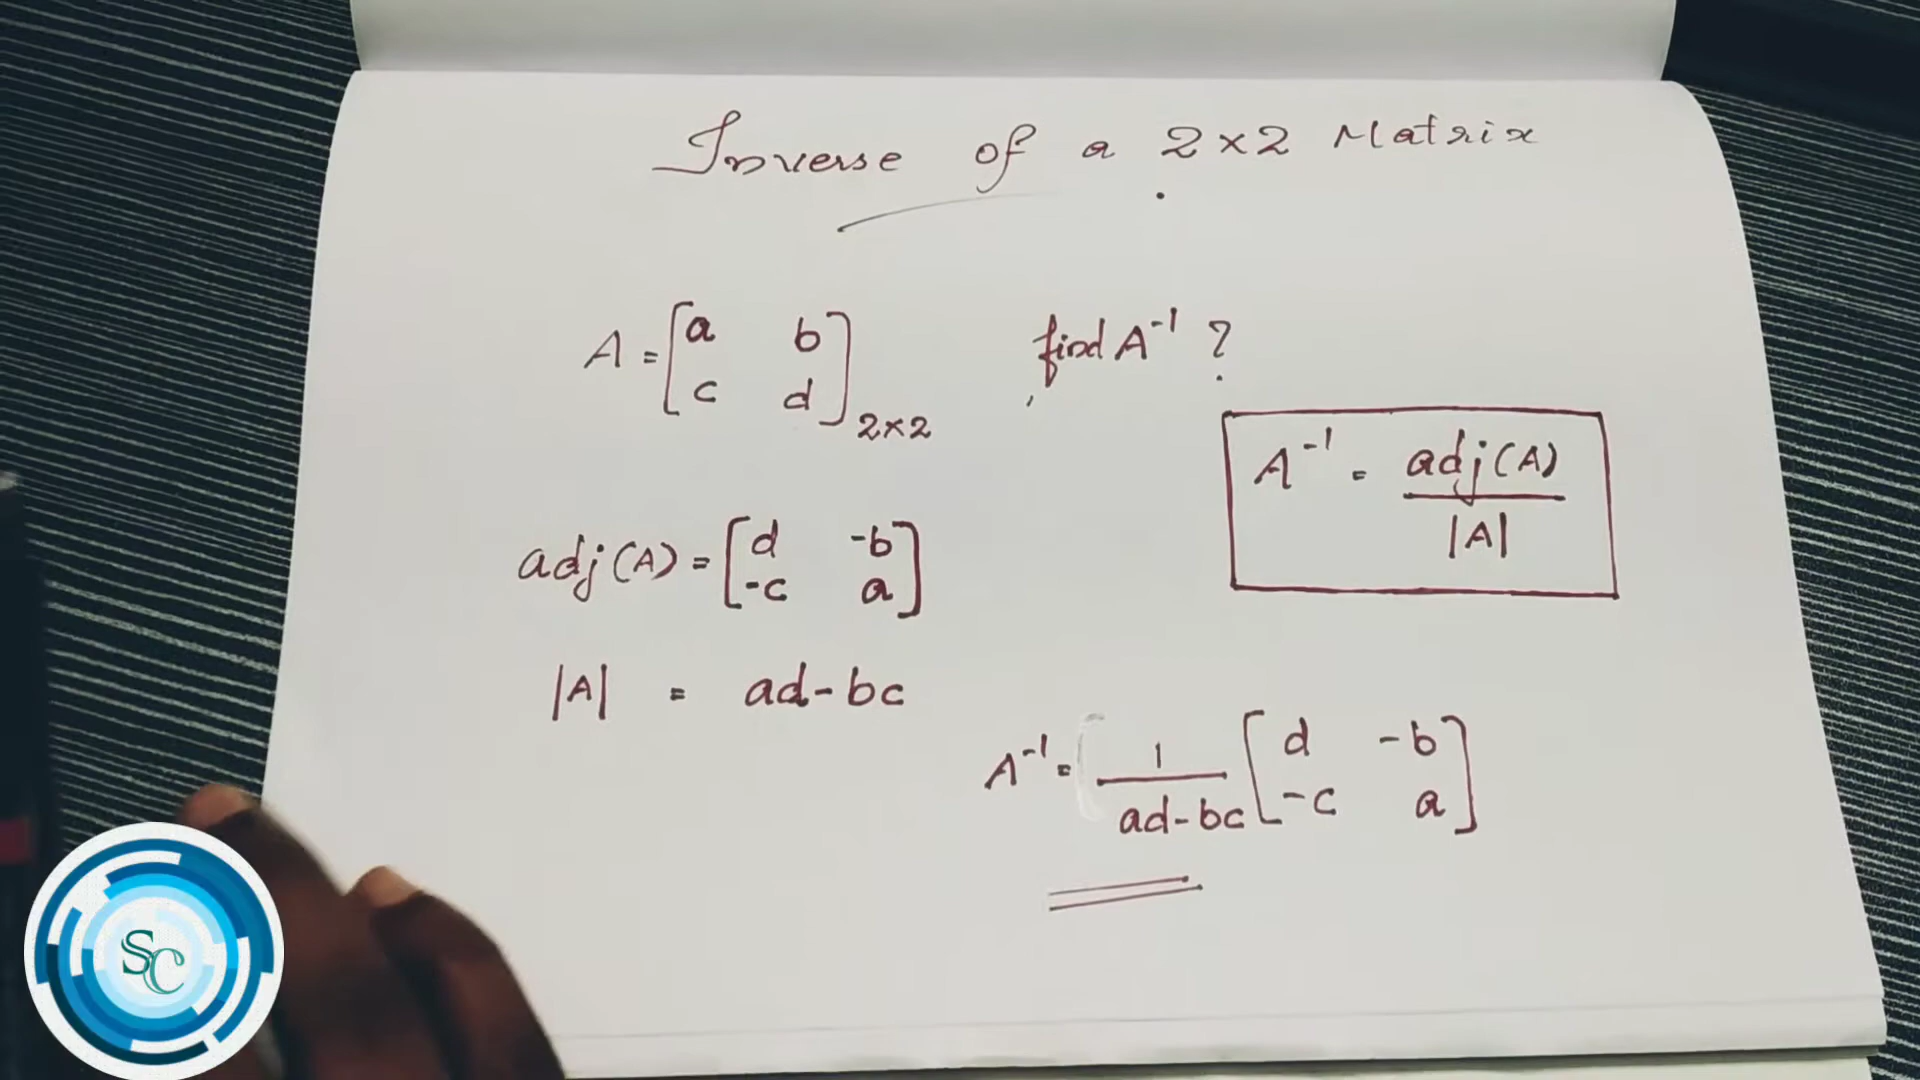 Inverse of a 2×2 Matrix
A = [a b
c d]2×2
find A⁻¹ ?
A⁻¹ = adj(A)
|A|
adj(A) = [d -b
-c a]
|A| = ad-bc
A⁻¹ = 1
ad-bc
[d -b
-c a]
SC